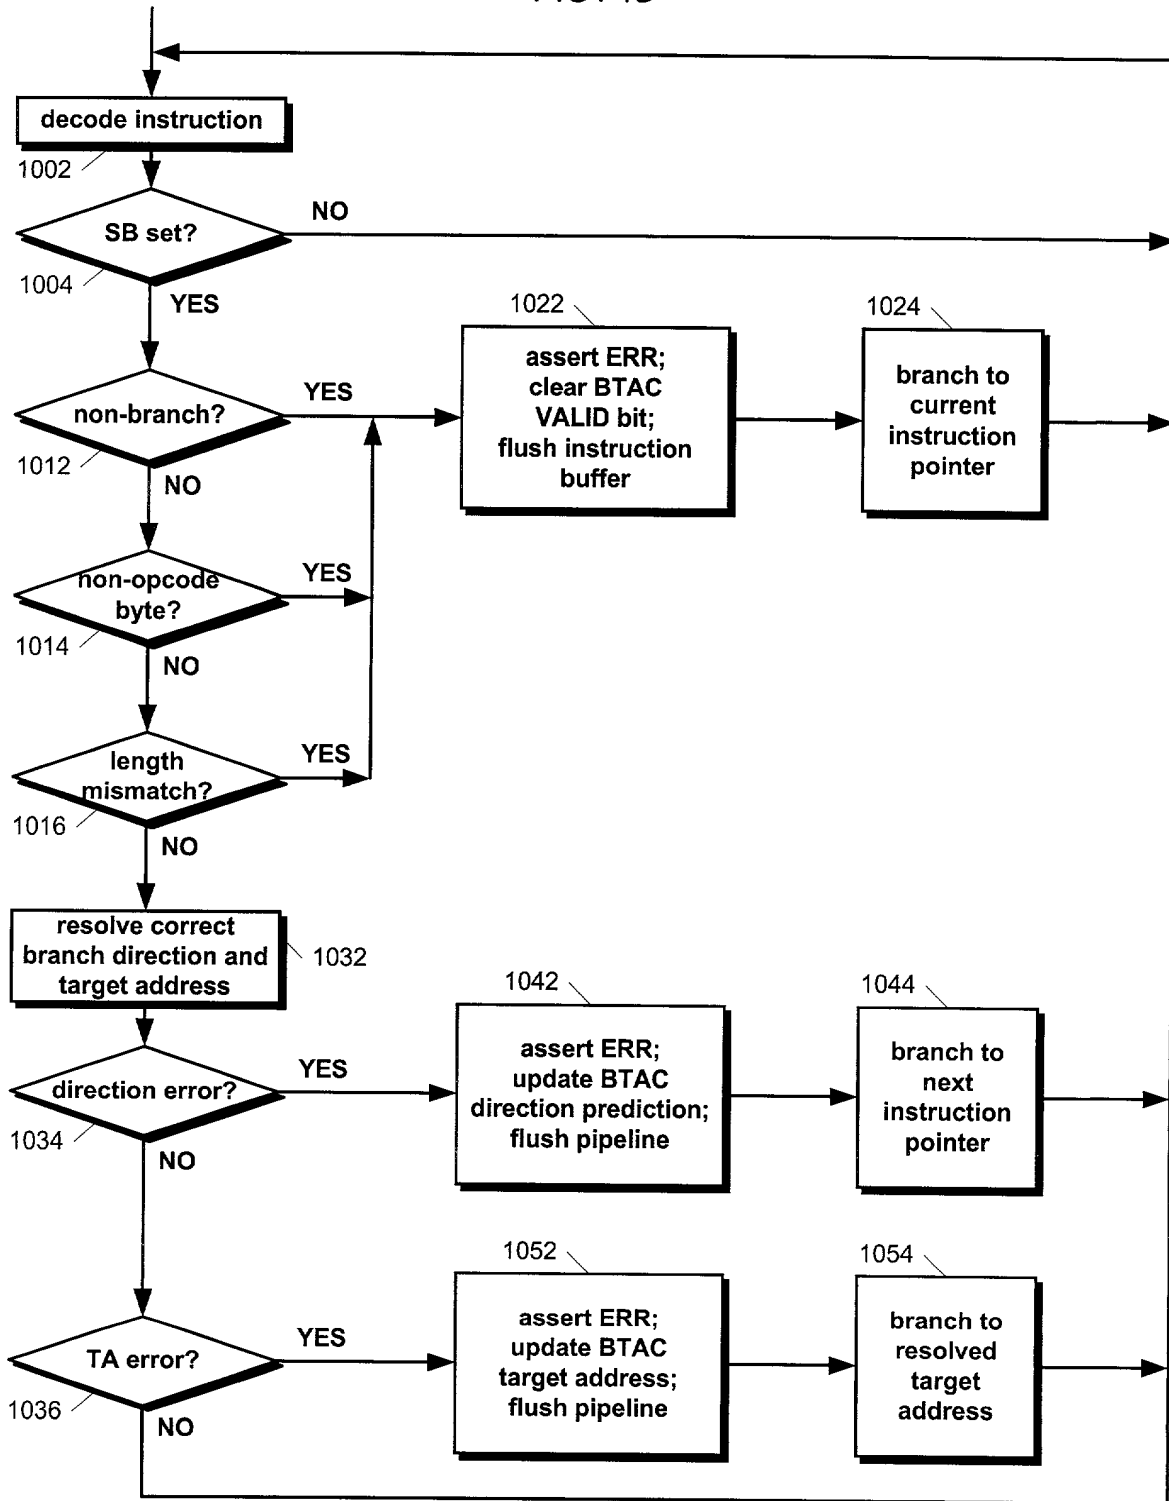 decode instruction
1002
SB set?
NO
1004
YES
1022
1024
non-branch?
YES
1012
NO
assert ERR;
clear BTAC
VALID bit;
flush instruction
buffer
branch to
current
instruction
pointer
non-opcode
byte?
YES
1014
NO
length
mismatch?
YES
1016
NO
resolve correct
branch direction and
target address
1032
1042
1044
direction error?
YES
1034
NO
assert ERR;
update BTAC
direction prediction;
flush pipeline
branch to
next
instruction
pointer
1052
1054
TA error?
YES
1036
NO
assert ERR;
update BTAC
target address;
flush pipeline
branch to
resolved
target
address